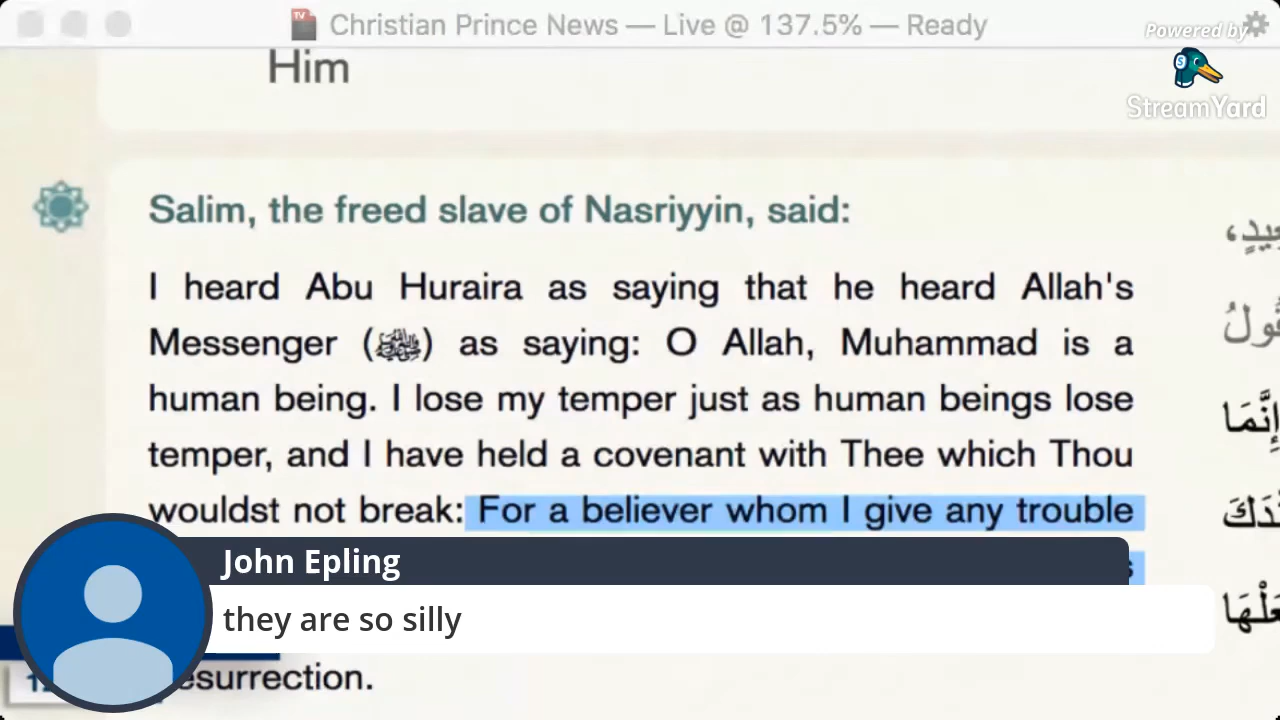 Christian Prince News — Live @ 137.5% — Ready
Powered by
StreamYard
Him
Salim, the freed slave of Nasriyyin, said:
I heard Abu Huraira as saying that he heard Allah's
Messenger (ﷺ) as saying: O Allah, Muhammad is a
human being. I lose my temper just as human beings lose
temper, and I have held a covenant with Thee which Thou
wouldst not break: For a believer whom I give any trouble
John Epling
they are so silly
esurrection.
إِنَّمَا